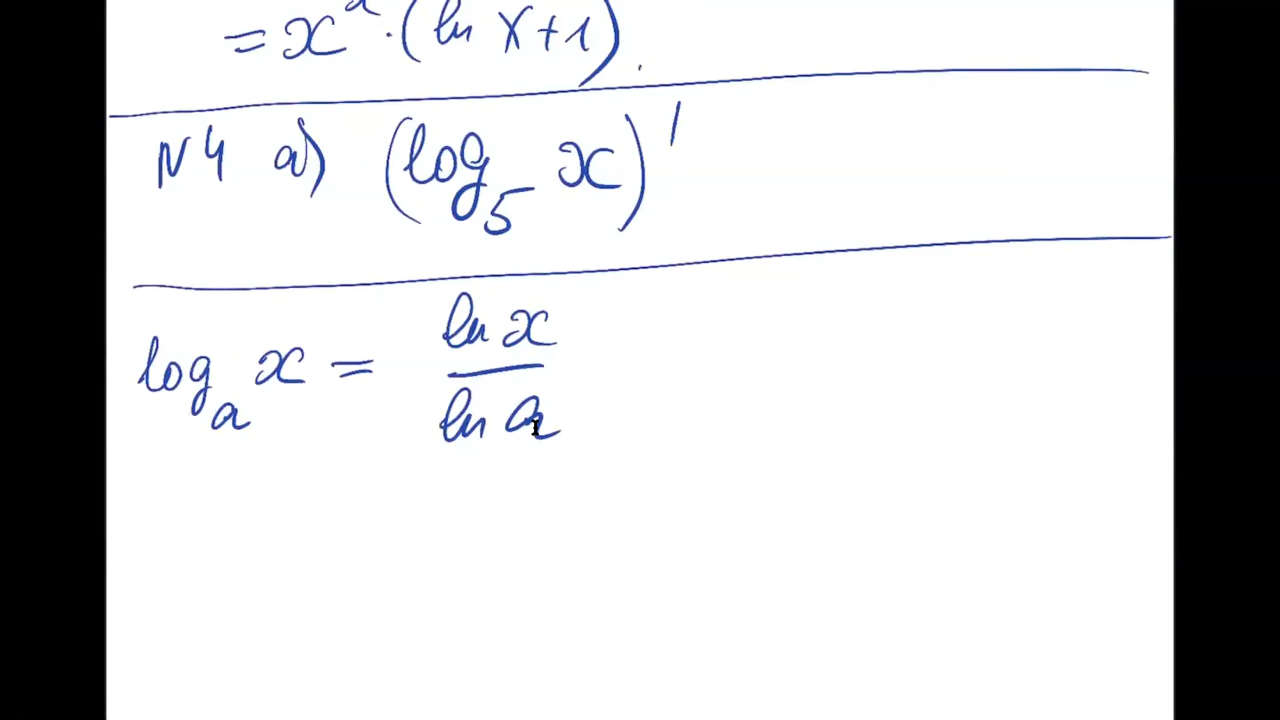 = x^x · (ln x + 1).
N4 a) (log_5 x)'
log_a x = ln x / ln a